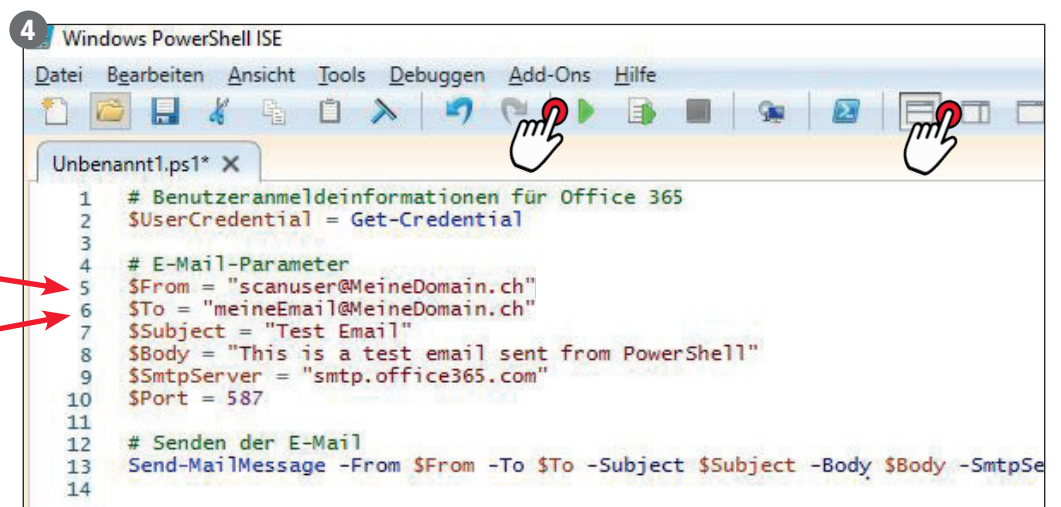 4
Windows PowerShell ISE
Datei Bearbeiten Ansicht Tools Debuggen Add-Ons Hilfe
Unbenannt1.ps1* X
1 # Benutzeranmeldeinformationen für Office 365
2 $UserCredential = Get-Credential
3
4 # E-Mail-Parameter
5 $From = "scanuser@MeineDomain.ch"
6 $To = "meineEmail@MeineDomain.ch"
7 $Subject = "Test Email"
8 $Body = "This is a test email sent from PowerShell"
9 $SmtpServer = "smtp.office365.com"
10 $Port = 587
11
12 # Senden der E-Mail
13 Send-MailMessage -From $From -To $To -Subject $Subject -Body $Body -SmtpSe
14